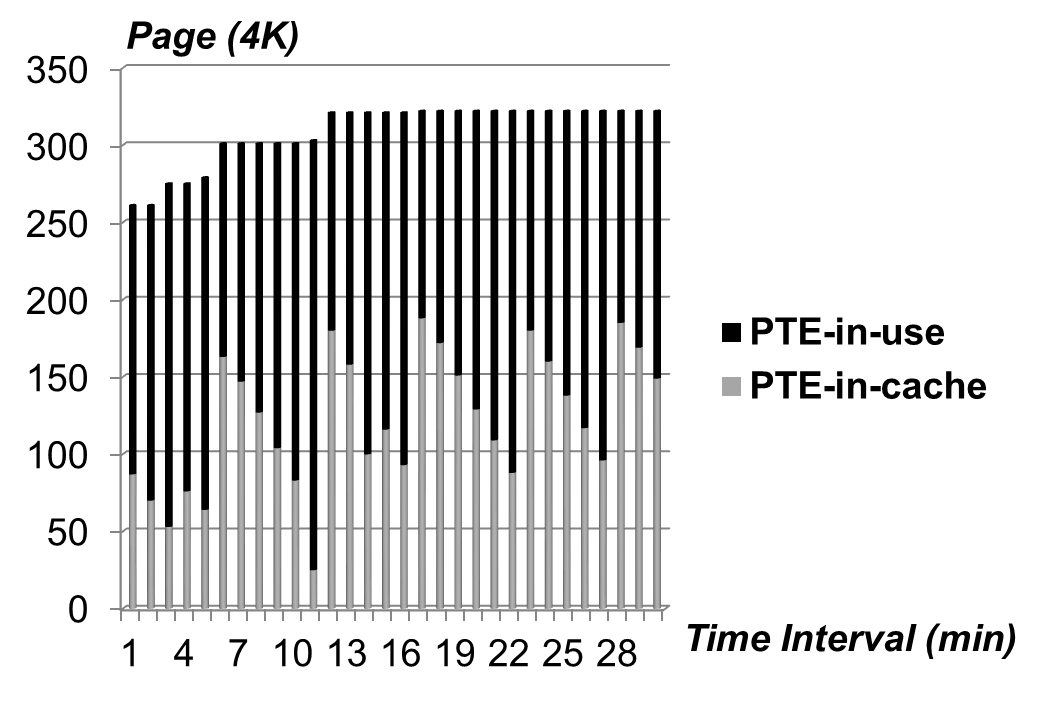 Page (4K)
350
300
250
200
150
100
50
0
1 4 7 10 13 16 19 22 25 28
Time Interval (min)
PTE-in-use
PTE-in-cache